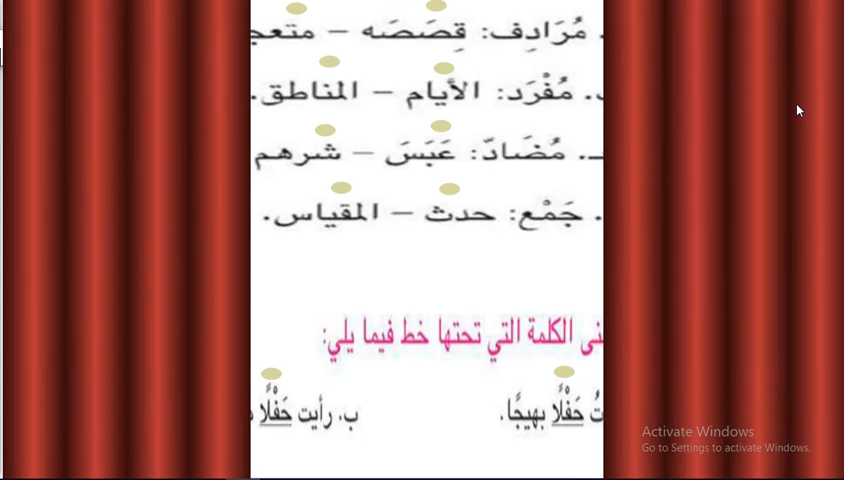 . مُرَادِف: قِصَصَه – متعج
. مُفْرَد: الأيام – المناطق.
ـ. مُضَادّ: عَبَسَ – شرهم
. جَمْع: حدث – المقياس.
نى الكلمة التي تحتها خط فيما يلي:
تُ حَفْلًا بهيجًا. ب. رأيت حَفْلًا
Activate Windows
Go to Settings to activate Windows.